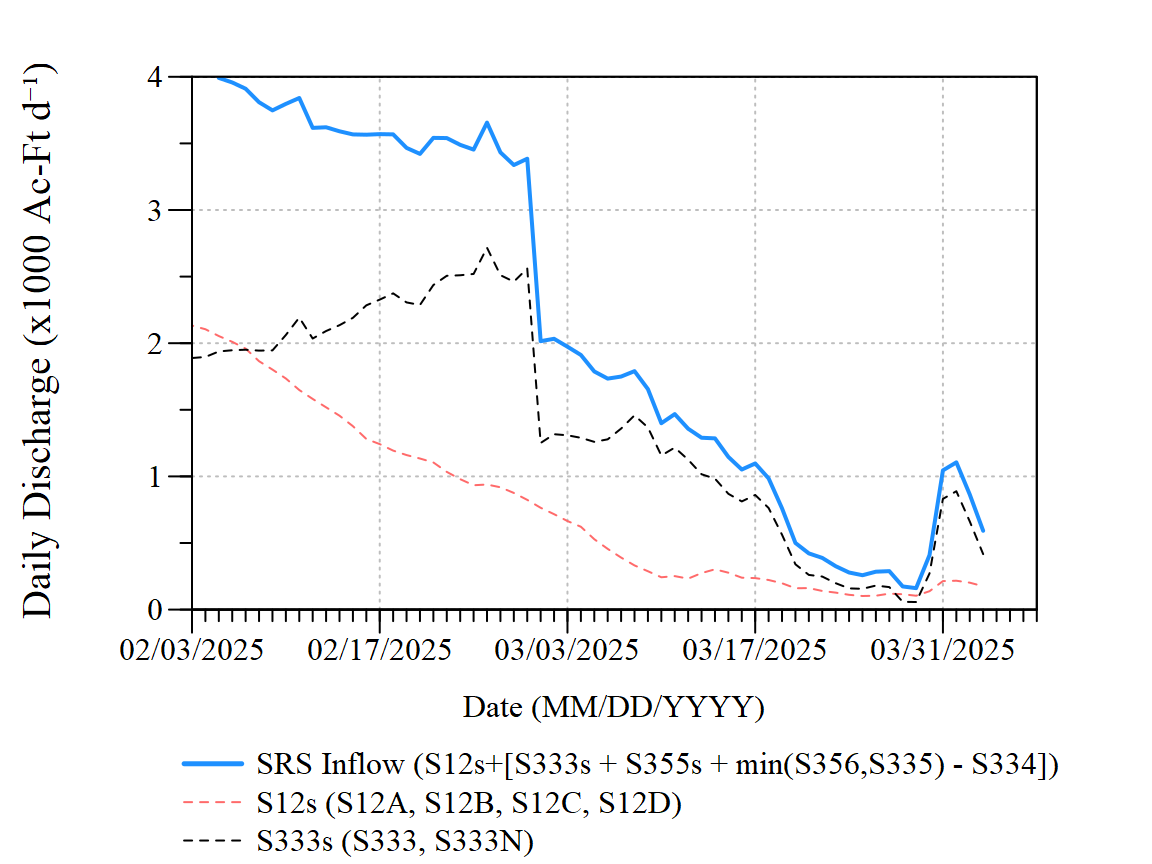 Daily Discharge (x1000 Ac-Ft d⁻¹)
4
3
2
1
0
02/03/2025 02/17/2025 03/03/2025 03/17/2025 03/31/2025
Date (MM/DD/YYYY)
SRS Inflow (S12s+[S333s + S355s + min(S356,S335) - S334])
S12s (S12A, S12B, S12C, S12D)
S333s (S333, S333N)